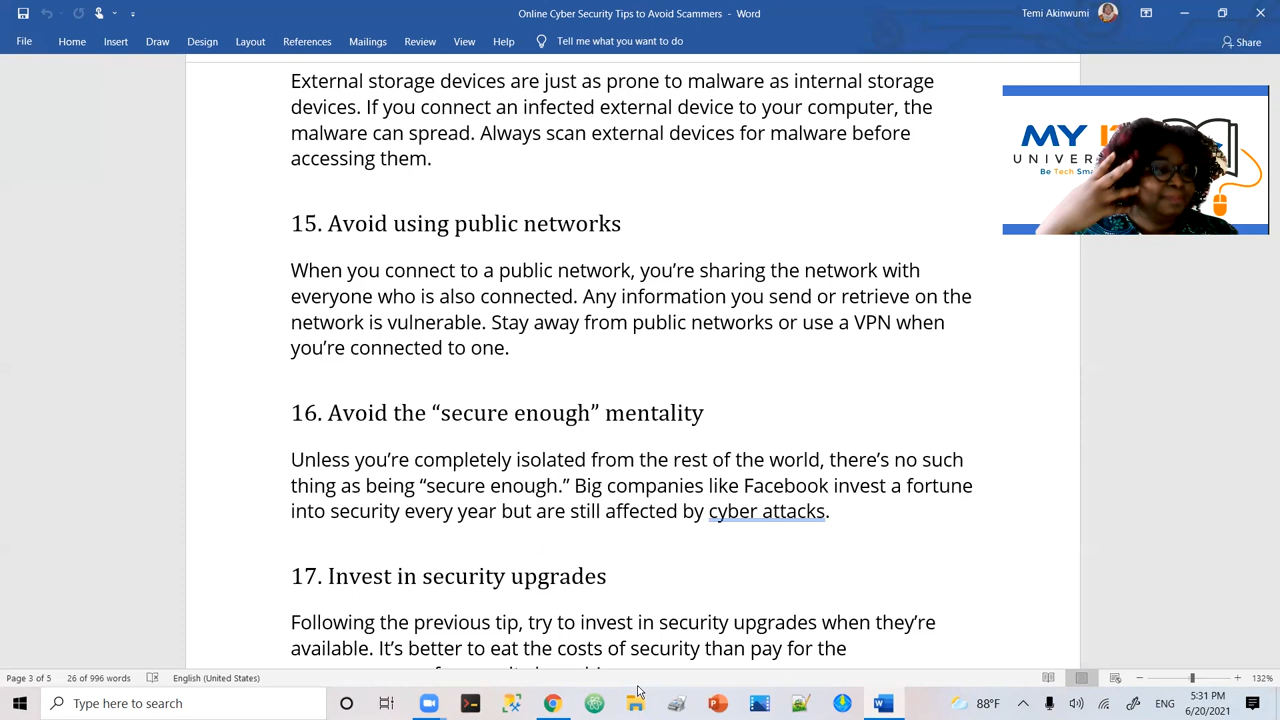 Online Cyber Security Tips to Avoid Scammers - Word
Temi Akinwumi
File Home Insert Draw Design Layout References Mailings Review View Help Tell me what you want to do
Share
External storage devices are just as prone to malware as internal storage
devices. If you connect an infected external device to your computer, the
malware can spread. Always scan external devices for malware before
accessing them.
MY
UNIVER
Be Tech Sma
15. Avoid using public networks
When you connect to a public network, you’re sharing the network with
everyone who is also connected. Any information you send or retrieve on the
network is vulnerable. Stay away from public networks or use a VPN when
you’re connected to one.
16. Avoid the “secure enough” mentality
Unless you’re completely isolated from the rest of the world, there’s no such
thing as being “secure enough.” Big companies like Facebook invest a fortune
into security every year but are still affected by cyber attacks.
17. Invest in security upgrades
Following the previous tip, try to invest in security upgrades when they’re
available. It’s better to eat the costs of security than pay for the
Page 3 of 5 26 of 996 words English (United States) 132%
Type here to search
88°F ENG
5:31 PM
6/20/2021